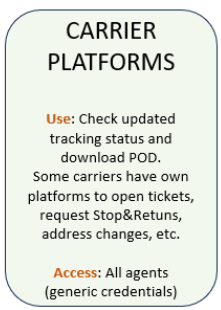 CARRIER
PLATFORMS
Use: Check updated
tracking status and
download POD.
Some carriers have own
platforms to open tickets,
request Stop&Retuns,
address changes, etc.
Access: All agents
(generic credentials)